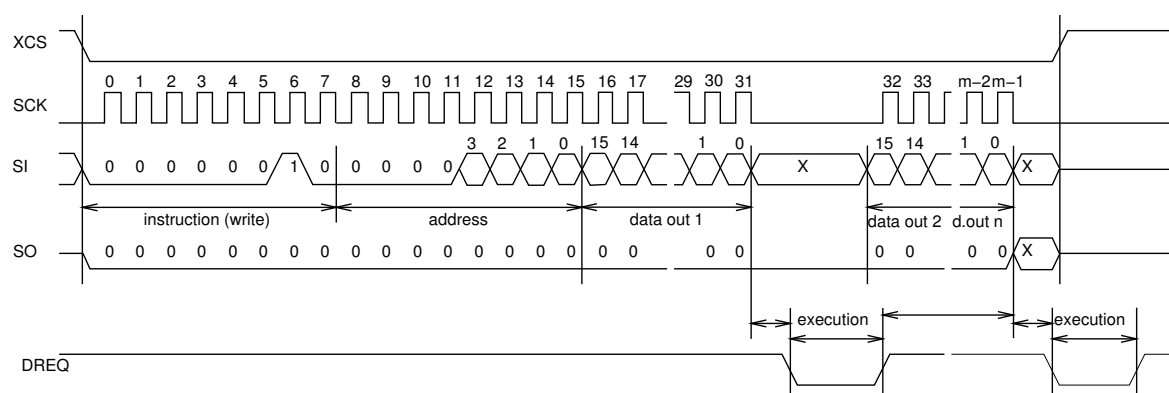 XCS
0 1 2 3 4 5 6 7 8 9 10 11 12 13 14 15 16 17 29 30 31 32 33 m−2 m−1
SCK
3 2 1 0 15 14 1 0 15 14 1 0
SI 0 0 0 0 0 0 1 0 0 0 0 0 X X
instruction (write) address data out 1 data out 2 d.out n
SO 0 0 0 0 0 0 0 0 0 0 0 0 0 0 0 0 0 0 0 0 0 0 0 0 X
execution execution
DREQ